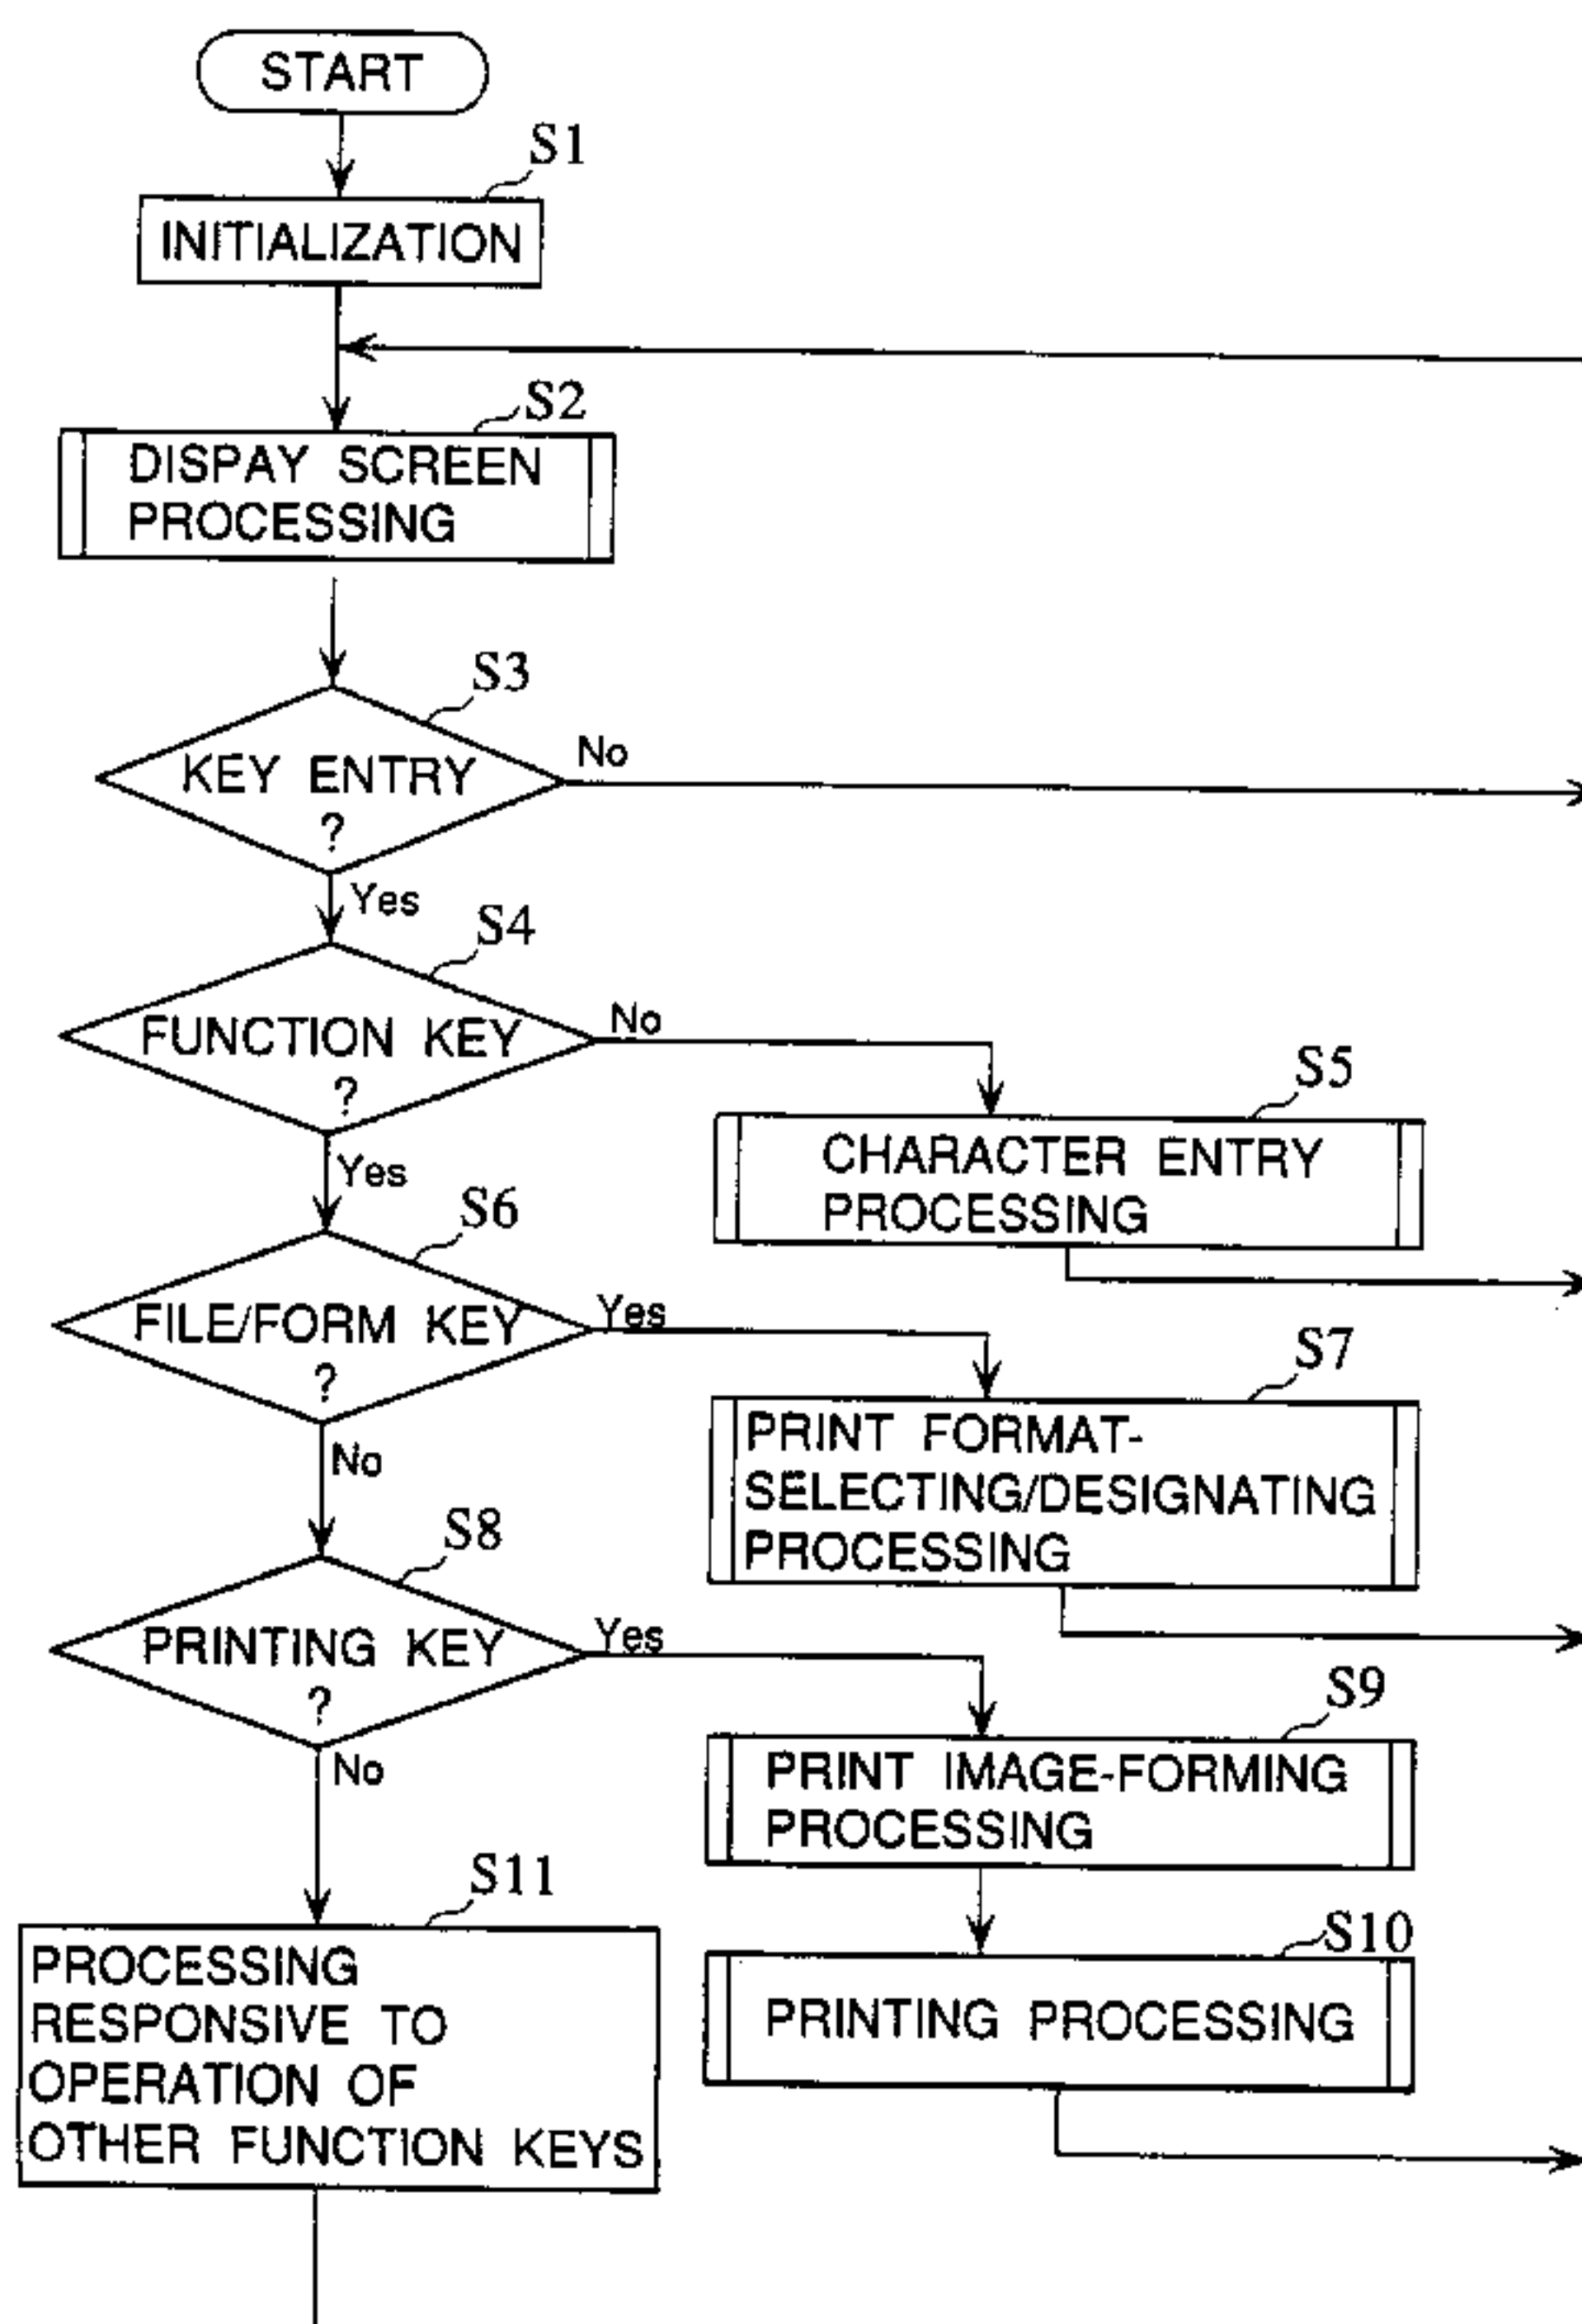 START
S1
INITIALIZATION
S2
DISPAY SCREEN
PROCESSING
S3
KEY ENTRY
?
No
Yes
S4
FUNCTION KEY
?
No
Yes
S5
CHARACTER ENTRY
PROCESSING
S6
FILE/FORM KEY
?
Yes
No
S7
PRINT FORMAT-
SELECTING/DESIGNATING
PROCESSING
S8
PRINTING KEY
?
Yes
No
S9
PRINT IMAGE-FORMING
PROCESSING
S10
PRINTING PROCESSING
S11
PROCESSING
RESPONSIVE TO
OPERATION OF
OTHER FUNCTION KEYS